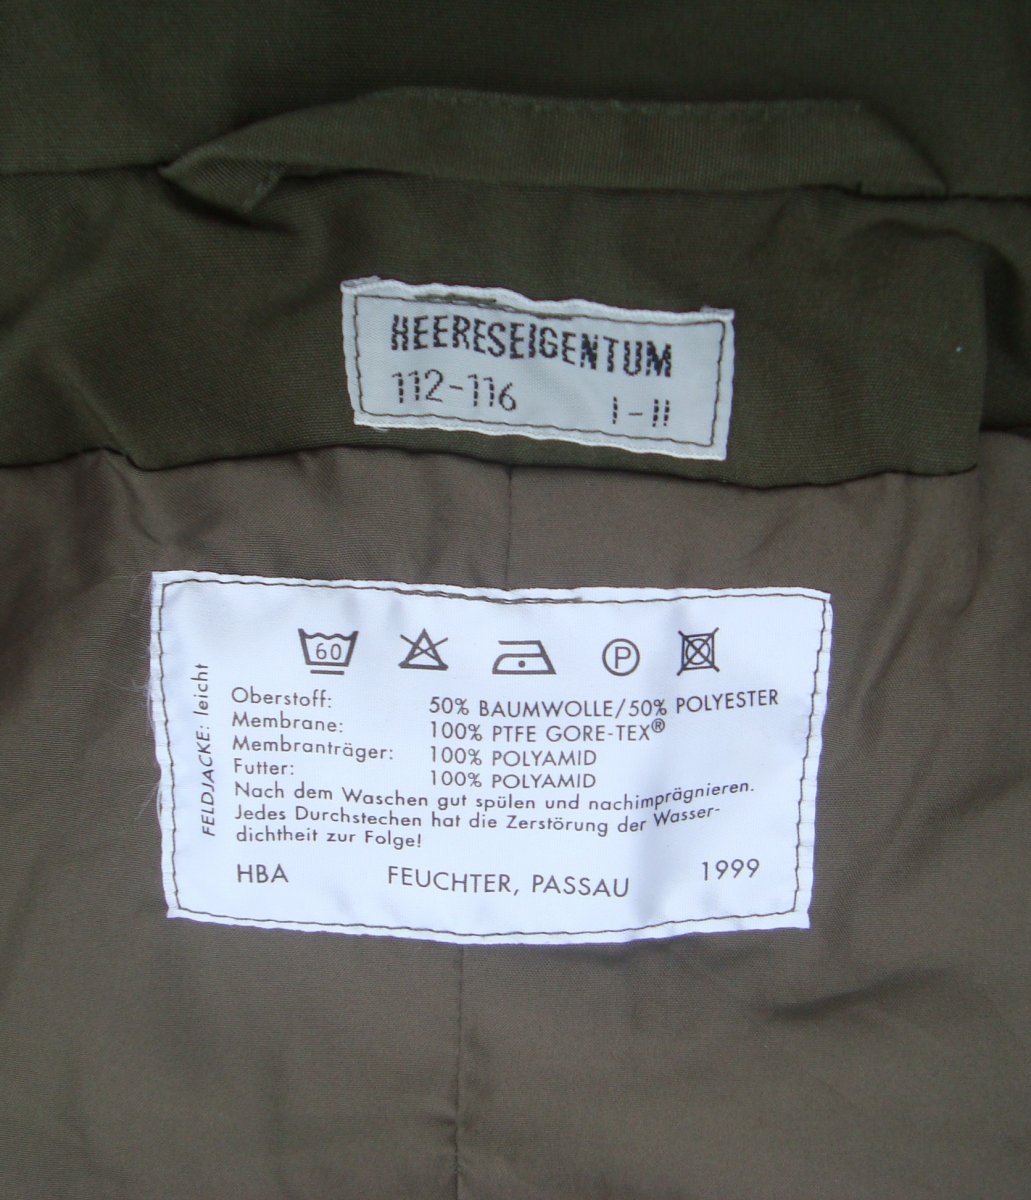 HEERESEIGENTUM
112-116 I-II
60 P
FELDJACKE: leicht
Oberstoff: 50% BAUMWOLLE/50% POLYESTER
Membrane: 100% PTFE GORE-TEX®
Membranträger: 100% POLYAMID
Futter: 100% POLYAMID
Nach dem Waschen gut spülen und nachimprägnieren.
Jedes Durchstechen hat die Zerstörung der Wasser-
dichtheit zur Folge!
HBA FEUCHTER, PASSAU 1999